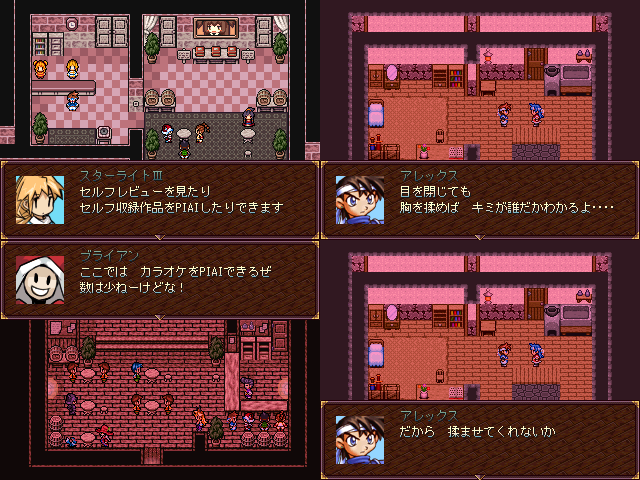 スターライトⅢ
セルフレビューを見たり
セルフ収録作品をPIAIしたりできます
アレックス
目を閉じても
胸を揉めば　キミが誰だかわかるよ････
ブライアン
ここでは　カラオケをPIAIできるぜ
数は少ねーけどな！
アレックス
だから　揉ませてくれないか